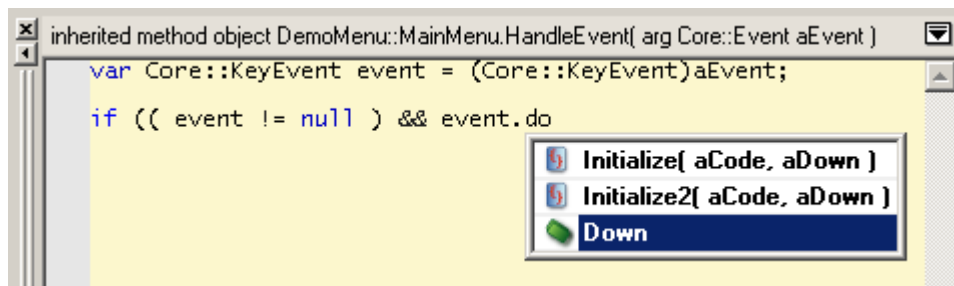 inherited method object DemoMenu::MainMenu.HandleEvent( arg Core::Event aEvent )
var Core::KeyEvent event = (Core::KeyEvent)aEvent;
if (( event != null ) && event.do
Initialize( aCode, aDown )
Initialize2( aCode, aDown )
Down